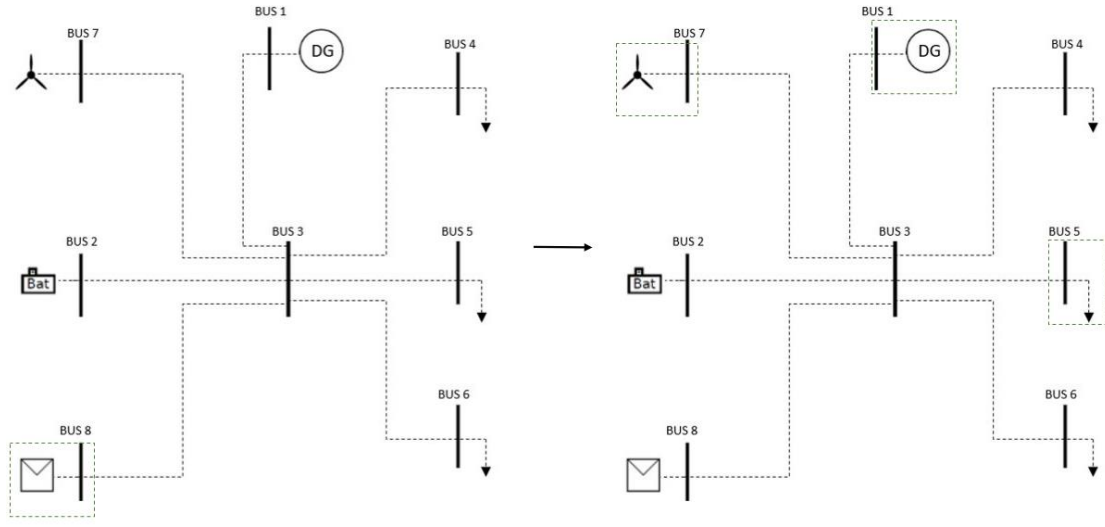 BUS 1
DG
BUS 7
BUS 4
BUS 3
BUS 2
BUS 5
Bat
BUS 6
BUS 8
BUS 1
DG
BUS 7
BUS 4
BUS 3
BUS 2
BUS 5
Bat
BUS 6
BUS 8